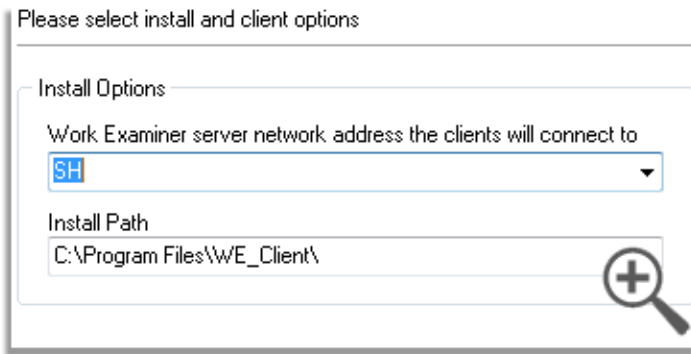 Please select install and client options
Install Options
Work Examiner server network address the clients will connect to
SH
Install Path
C:\Program Files\WE_Client\